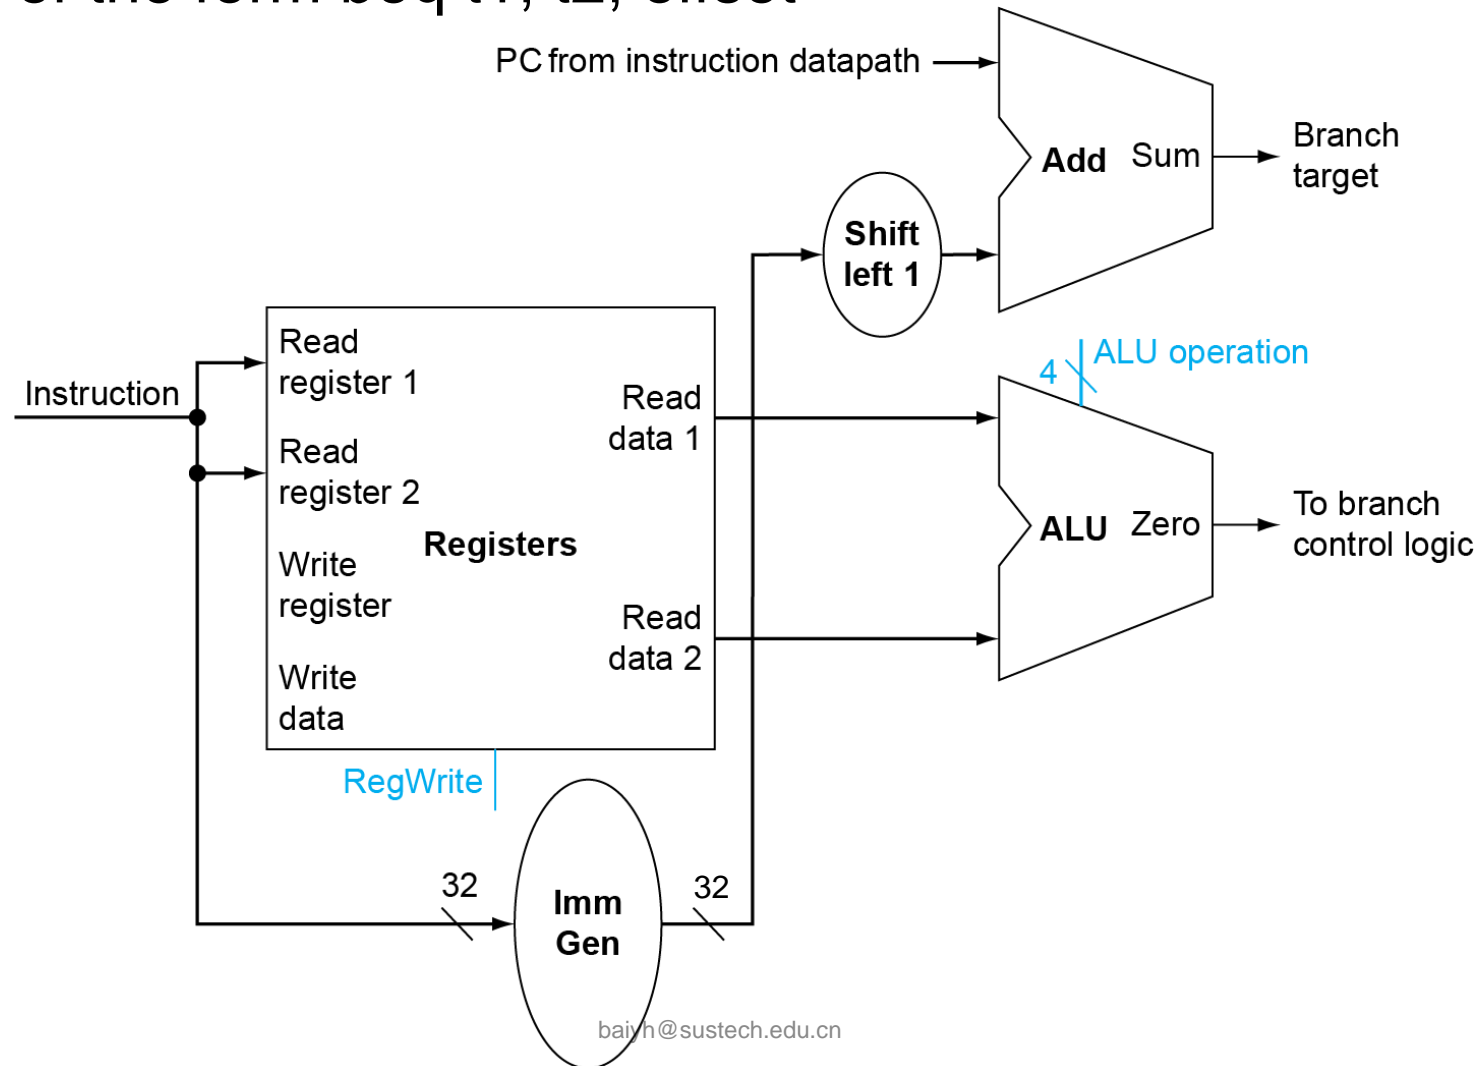 PC from instruction datapath
Add Sum
Branch
target
Shift
left 1
Instruction
Read
register 1
Read
register 2
Write
register
Write
data
Registers
Read
data 1
Read
data 2
RegWrite
4
ALU operation
ALU Zero
To branch
control logic
32
Imm
Gen
32
baiyh@sustech.edu.cn